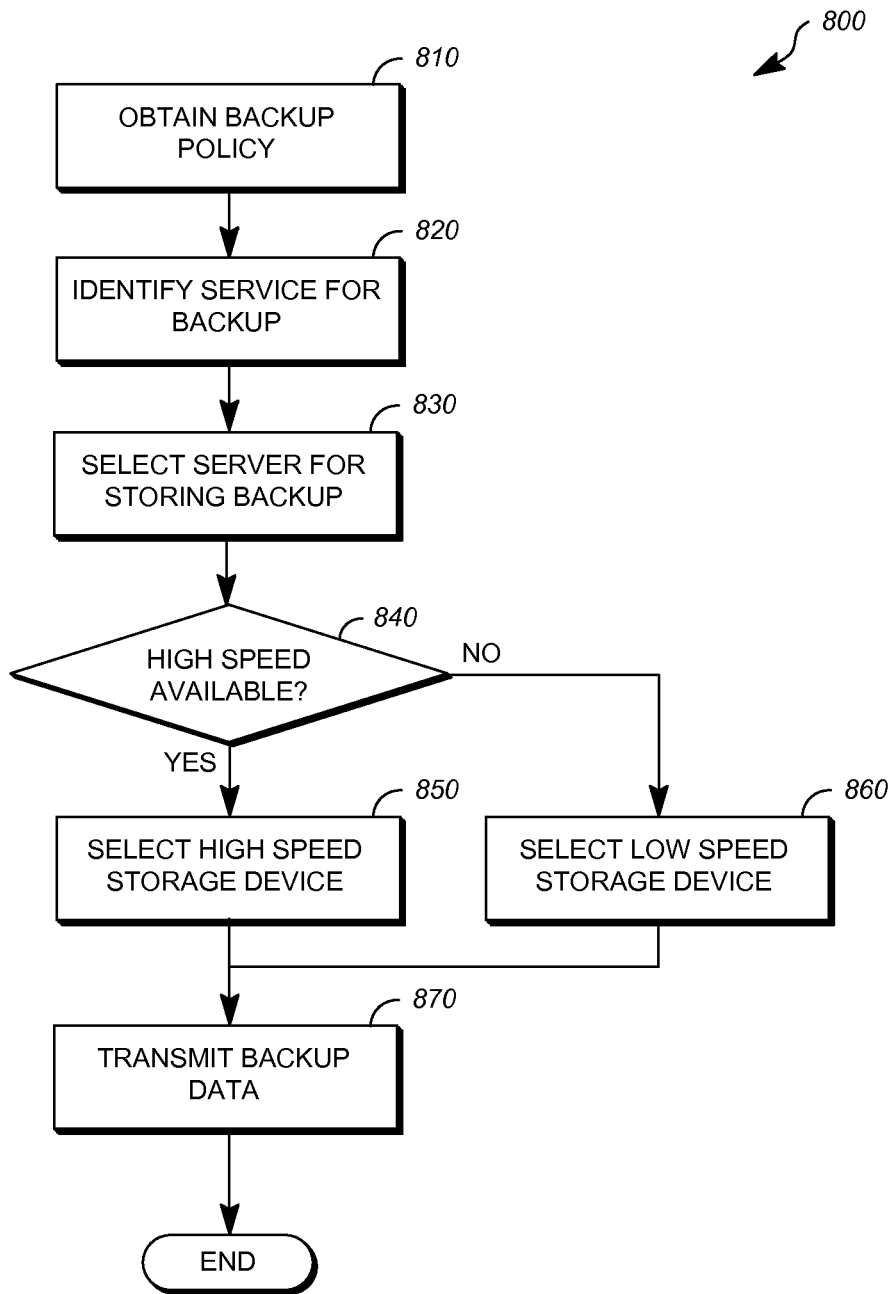 800
810
OBTAIN BACKUP
POLICY
820
IDENTIFY SERVICE FOR
BACKUP
830
SELECT SERVER FOR
STORING BACKUP
840
HIGH SPEED
AVAILABLE?
NO
YES
850
SELECT HIGH SPEED
STORAGE DEVICE
860
SELECT LOW SPEED
STORAGE DEVICE
870
TRANSMIT BACKUP
DATA
END